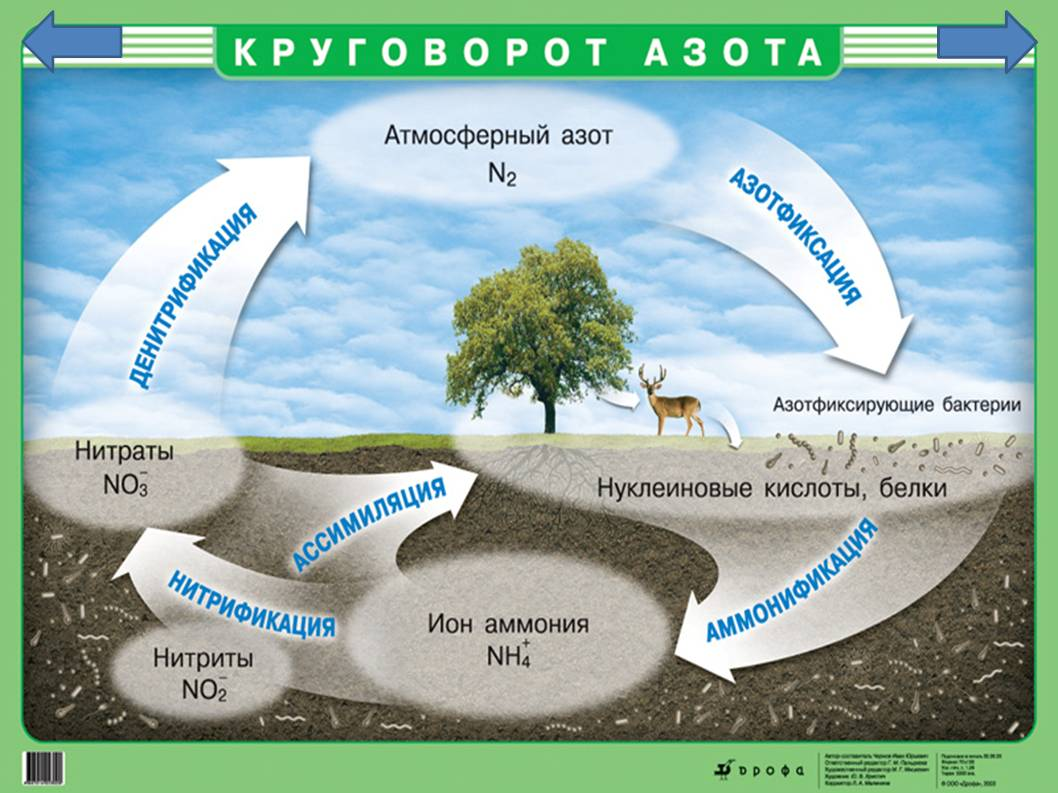 КРУГОВОРОТ АЗОТА
Атмосферный азот
N₂
АЗОТФИКСАЦИЯ
ДЕНИТРИФИКАЦИЯ
Азотфиксирующие бактерии
Нитраты
NO₃⁻
Нуклеиновые кислоты, белки
АССИМИЛЯЦИЯ
АММОНИФИКАЦИЯ
НИТРИФИКАЦИЯ
Ион аммония
NH₄⁺
Нитриты
NO₂⁻
дрофа